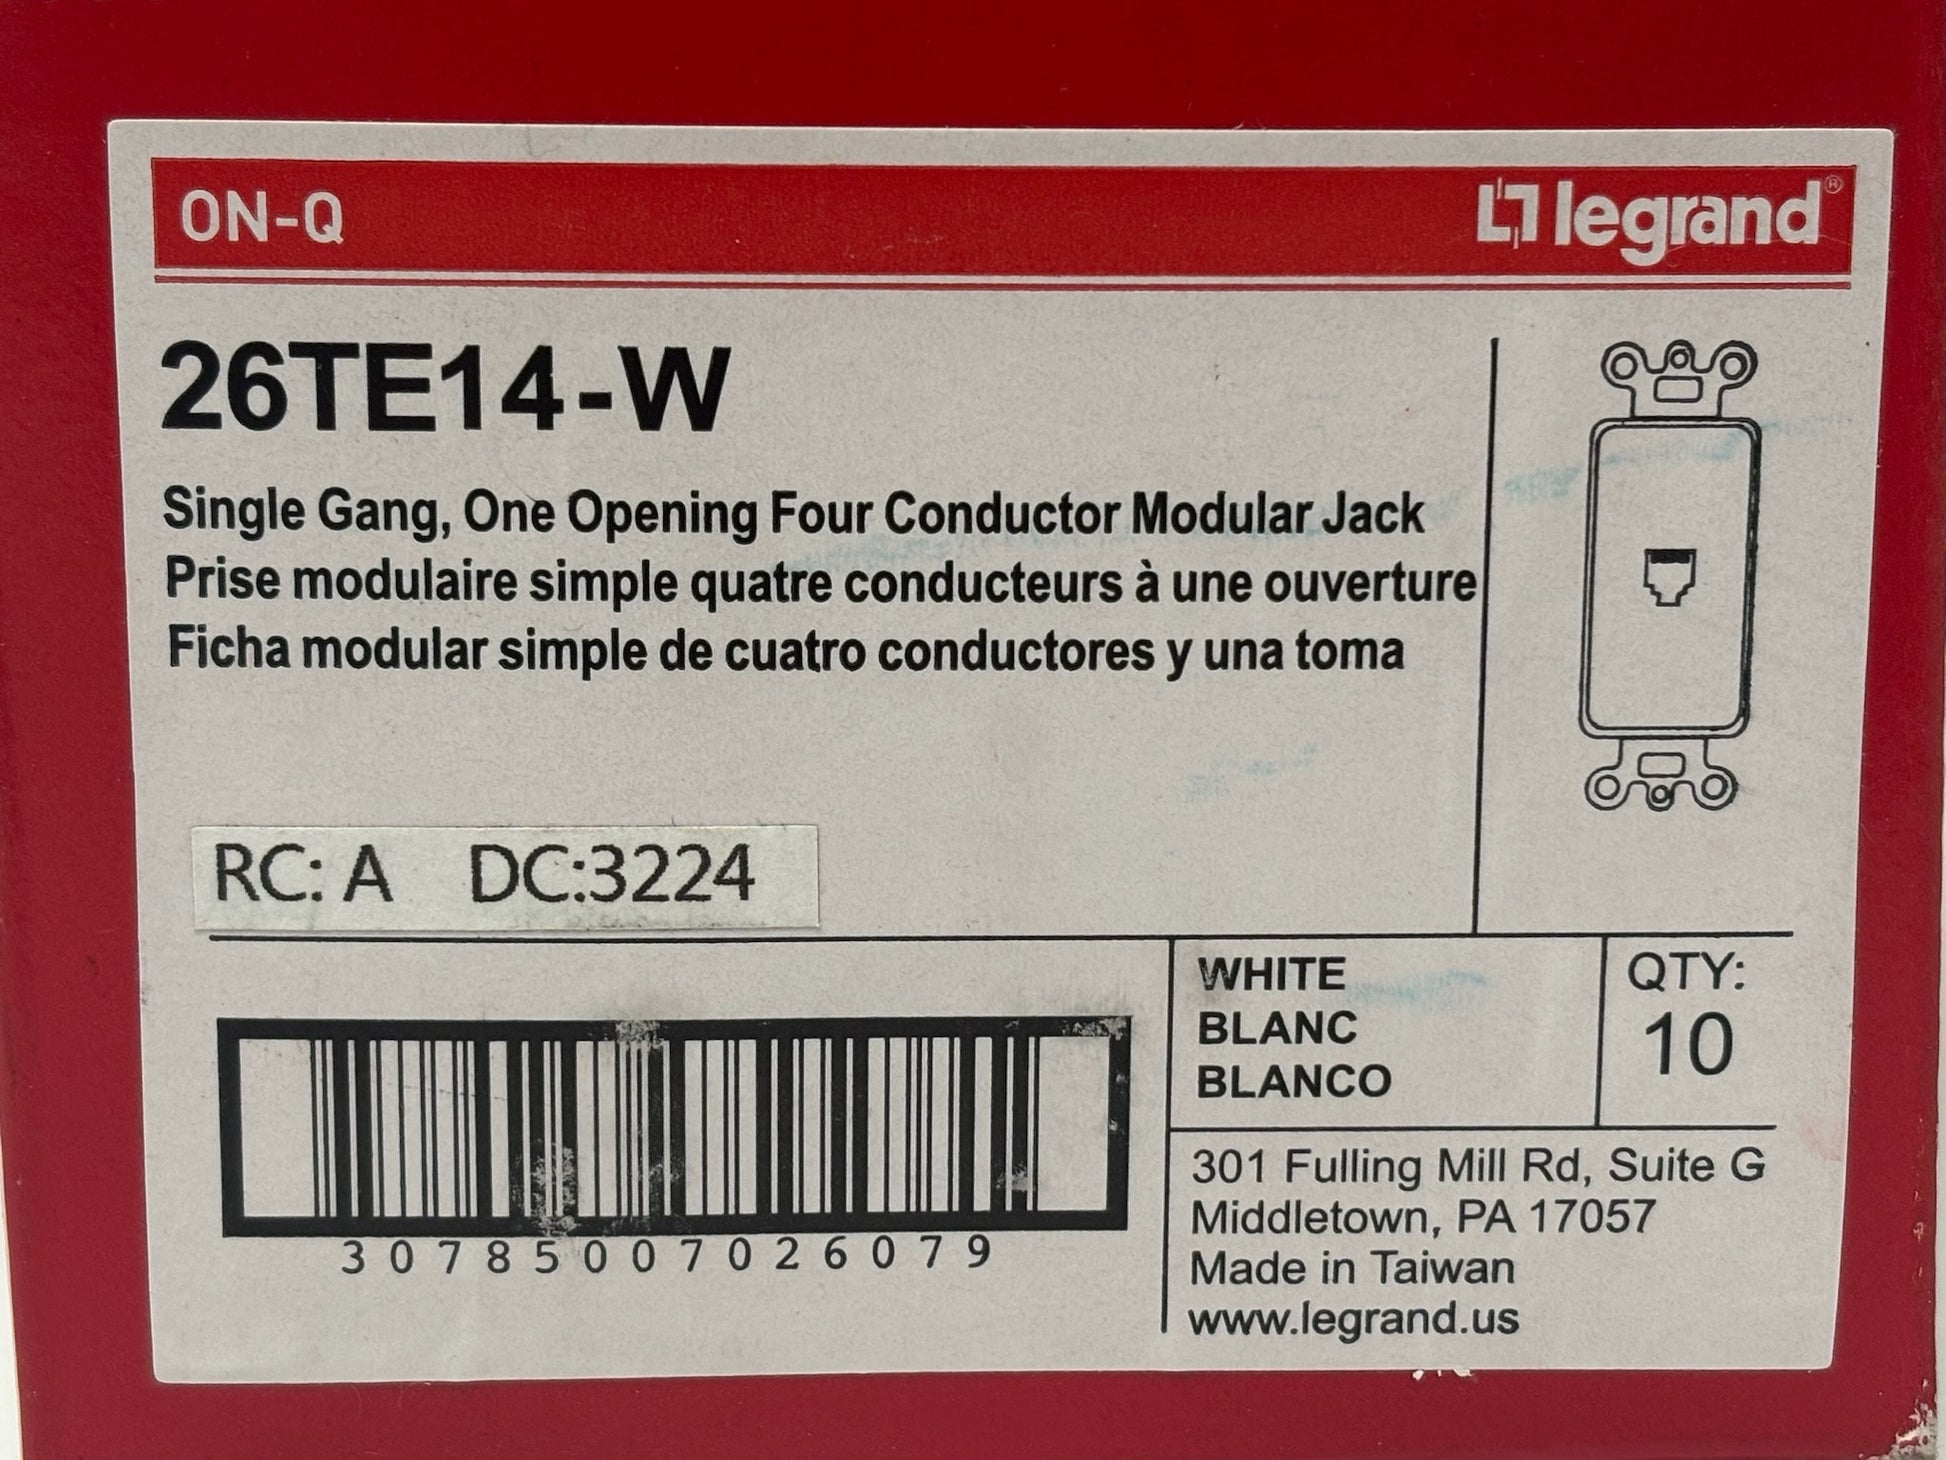 ON-Q
legrand®
26TE14-W
Single Gang, One Opening Four Conductor Modular Jack
Prise modulaire simple quatre conducteurs à une ouverture
Ficha modular simple de cuatro conductores y una toma
RC: A DC:3224
30785007026079
WHITE
BLANC
BLANCO
QTY:
10
301 Fulling Mill Rd, Suite G
Middletown, PA 17057
Made in Taiwan
www.legrand.us